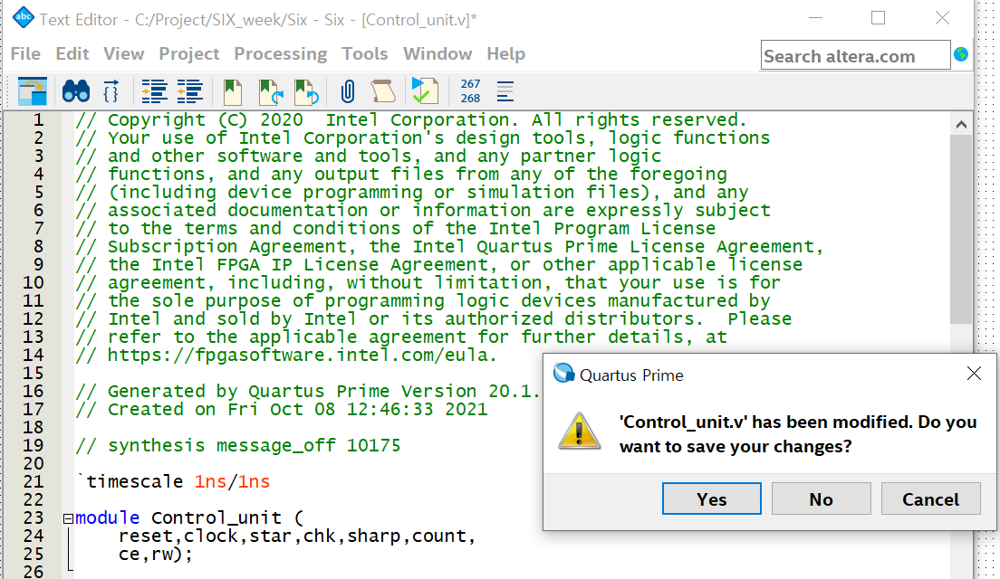 abc Text Editor - C:/Project/SIX_week/Six - Six - [Control_unit.v]*
File Edit View Project Processing Tools Window Help
Search altera.com
267
268
1 // Copyright (C) 2020  Intel Corporation. All rights reserved.
2 // Your use of Intel Corporation's design tools, logic functions
3 // and other software and tools, and any partner logic
4 // functions, and any output files from any of the foregoing
5 // (including device programming or simulation files), and any
6 // associated documentation or information are expressly subject
7 // to the terms and conditions of the Intel Program License
8 // Subscription Agreement, the Intel Quartus Prime License Agreement,
9 // the Intel FPGA IP License Agreement, or other applicable license
10 // agreement, including, without limitation, that your use is for
11 // the sole purpose of programming logic devices manufactured by
12 // Intel and sold by Intel or its authorized distributors.  Please
13 // refer to the applicable agreement for further details, at
14 // https://fpgasoftware.intel.com/eula.
15
16 // Generated by Quartus Prime Version 20.1.
17 // Created on Fri Oct 08 12:46:33 2021
18
19 // synthesis message_off 10175
20
21 `timescale 1ns/1ns
22
23 module Control_unit (
24 reset,clock,star,chk,sharp,count,
25 ce,rw);
26
Quartus Prime
'Control_unit.v' has been modified. Do you
want to save your changes?
Yes No Cancel